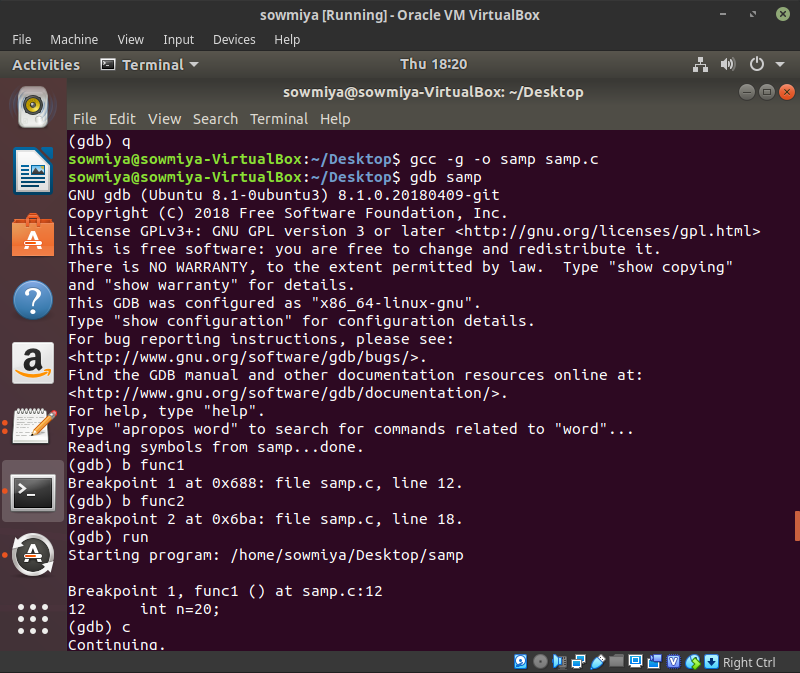 sowmiya [Running] - Oracle VM VirtualBox
File Machine View Input Devices Help
Activities Terminal Thu 18:20
sowmiya@sowmiya-VirtualBox: ~/Desktop
File Edit View Search Terminal Help
(gdb) q
sowmiya@sowmiya-VirtualBox:~/Desktop$ gcc -g -o samp samp.c
sowmiya@sowmiya-VirtualBox:~/Desktop$ gdb samp
GNU gdb (Ubuntu 8.1-0ubuntu3) 8.1.0.20180409-git
Copyright (C) 2018 Free Software Foundation, Inc.
License GPLv3+: GNU GPL version 3 or later <http://gnu.org/licenses/gpl.html>
This is free software: you are free to change and redistribute it.
There is NO WARRANTY, to the extent permitted by law.  Type "show copying"
and "show warranty" for details.
This GDB was configured as "x86_64-linux-gnu".
Type "show configuration" for configuration details.
For bug reporting instructions, please see:
<http://www.gnu.org/software/gdb/bugs/>.
Find the GDB manual and other documentation resources online at:
<http://www.gnu.org/software/gdb/documentation/>.
For help, type "help".
Type "apropos word" to search for commands related to "word"...
Reading symbols from samp...done.
(gdb) b func1
Breakpoint 1 at 0x688: file samp.c, line 12.
(gdb) b func2
Breakpoint 2 at 0x6ba: file samp.c, line 18.
(gdb) run
Starting program: /home/sowmiya/Desktop/samp
Breakpoint 1, func1 () at samp.c:12
12      int n=20;
(gdb) c
Continuing.
Right Ctrl